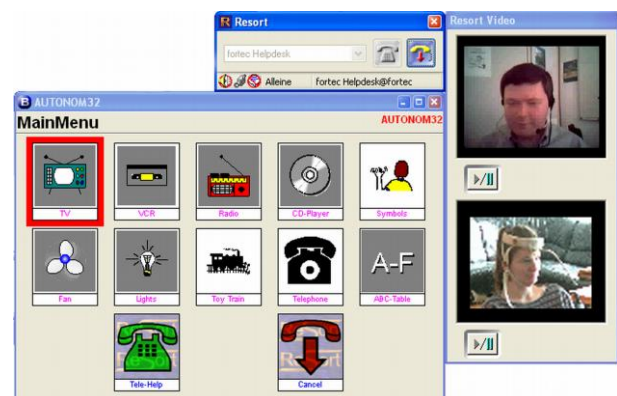 Resort
fortec Helpdesk
Alleine fortec Helpdesk@fortec
Resort Video
AUTONOM32
MainMenu
AUTONOM32
TV VCR Radio CD-Player Symbols
A-F
Fan Lights Toy Train Telephone ABC-Table
Tele-Help Cancel